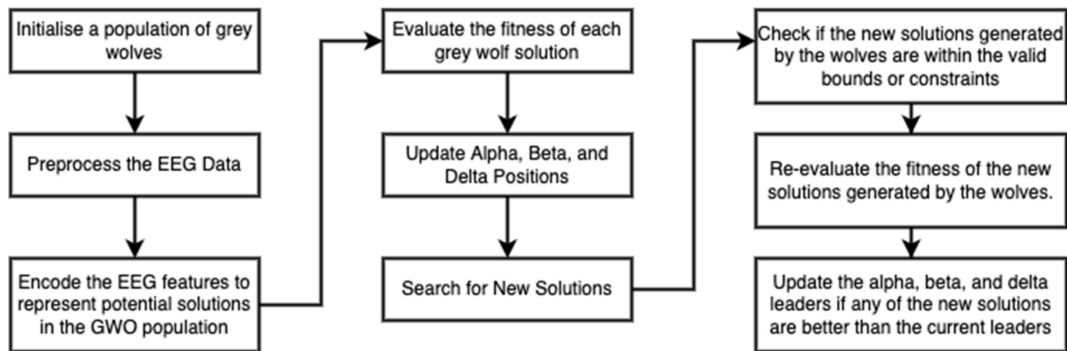 Initialise a population of grey
wolves
Preprocess the EEG Data
Encode the EEG features to
represent potential solutions
in the GWO population
Evaluate the fitness of each
grey wolf solution
Update Alpha, Beta, and
Delta Positions
Search for New Solutions
Check if the new solutions generated
by the wolves are within the valid
bounds or constraints
Re-evaluate the fitness of the new
solutions generated by the wolves.
Update the alpha, beta, and delta
leaders if any of the new solutions
are better than the current leaders